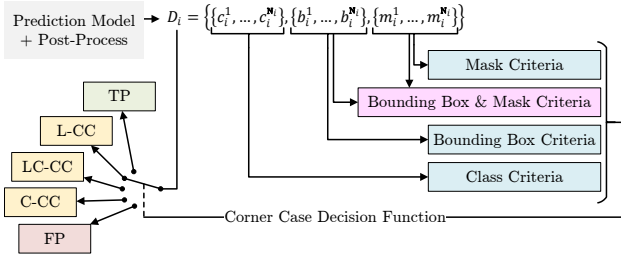 Prediction Model
+ Post-Process
D_i = {{c_i^1, ..., c_i^{N_i}}, {b_i^1, ..., b_i^{N_i}}, {m_i^1, ..., m_i^{N_i}}}
Mask Criteria
TP
Bounding Box & Mask Criteria
L-CC
Bounding Box Criteria
LC-CC
Class Criteria
C-CC
Corner Case Decision Function
FP